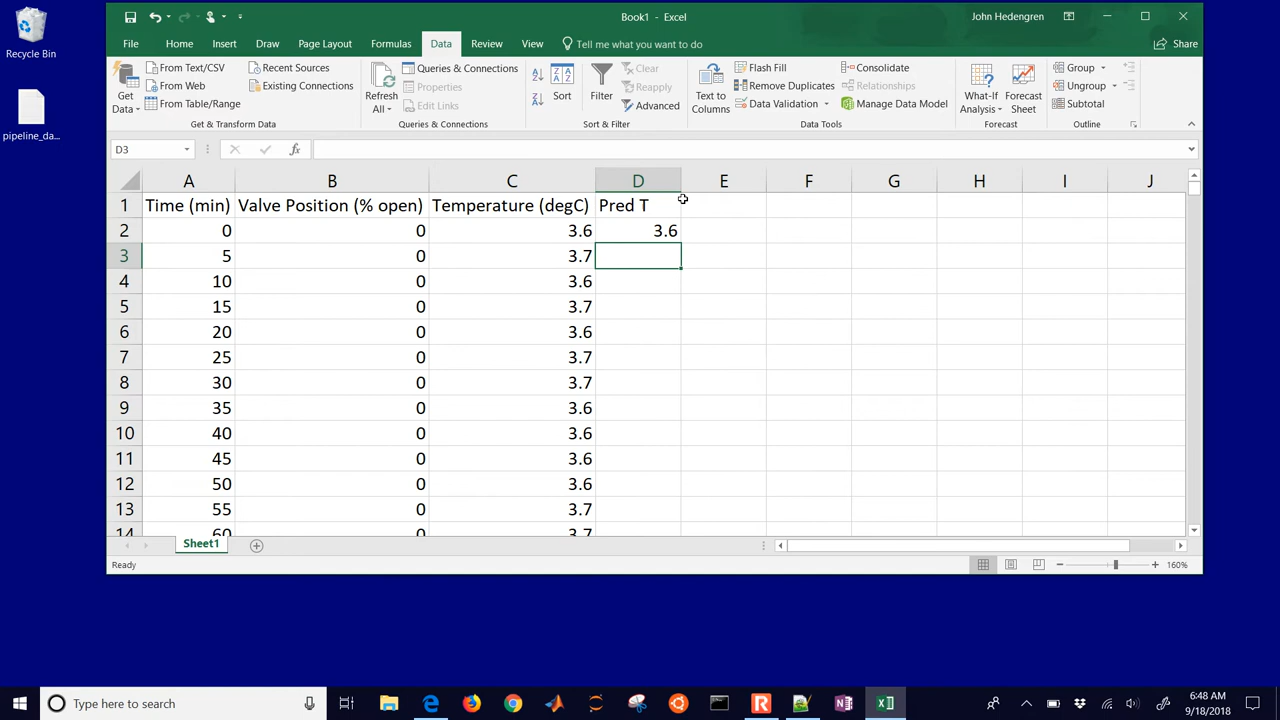 Recycle Bin
pipeline_da...
Book1 - Excel
John Hedengren
File Home Insert Draw Page Layout Formulas Data Review View Tell me what you want to do Share
Get Data
From Text/CSV
From Web
From Table/Range
Recent Sources
Existing Connections
Get & Transform Data
Refresh All
Queries & Connections
Properties
Edit Links
Queries & Connections
Sort
Filter
Clear
Reapply
Advanced
Sort & Filter
Text to Columns
Flash Fill
Remove Duplicates
Data Validation
Consolidate
Relationships
Manage Data Model
Data Tools
What-If Analysis
Forecast Sheet
Forecast
Group
Ungroup
Subtotal
Outline
D3 fx
A B C D E F G H I J
1 Time (min) Valve Position (% open) Temperature (degC) Pred T
2 0 0 3.6 3.6
3 5 0 3.7
4 10 0 3.6
5 15 0 3.7
6 20 0 3.6
7 25 0 3.7
8 30 0 3.7
9 35 0 3.6
10 40 0 3.6
11 45 0 3.6
12 50 0 3.6
13 55 0 3.7
14 60 0 3.7
Sheet1
Ready 160%
Type here to search
6:48 AM
9/18/2018